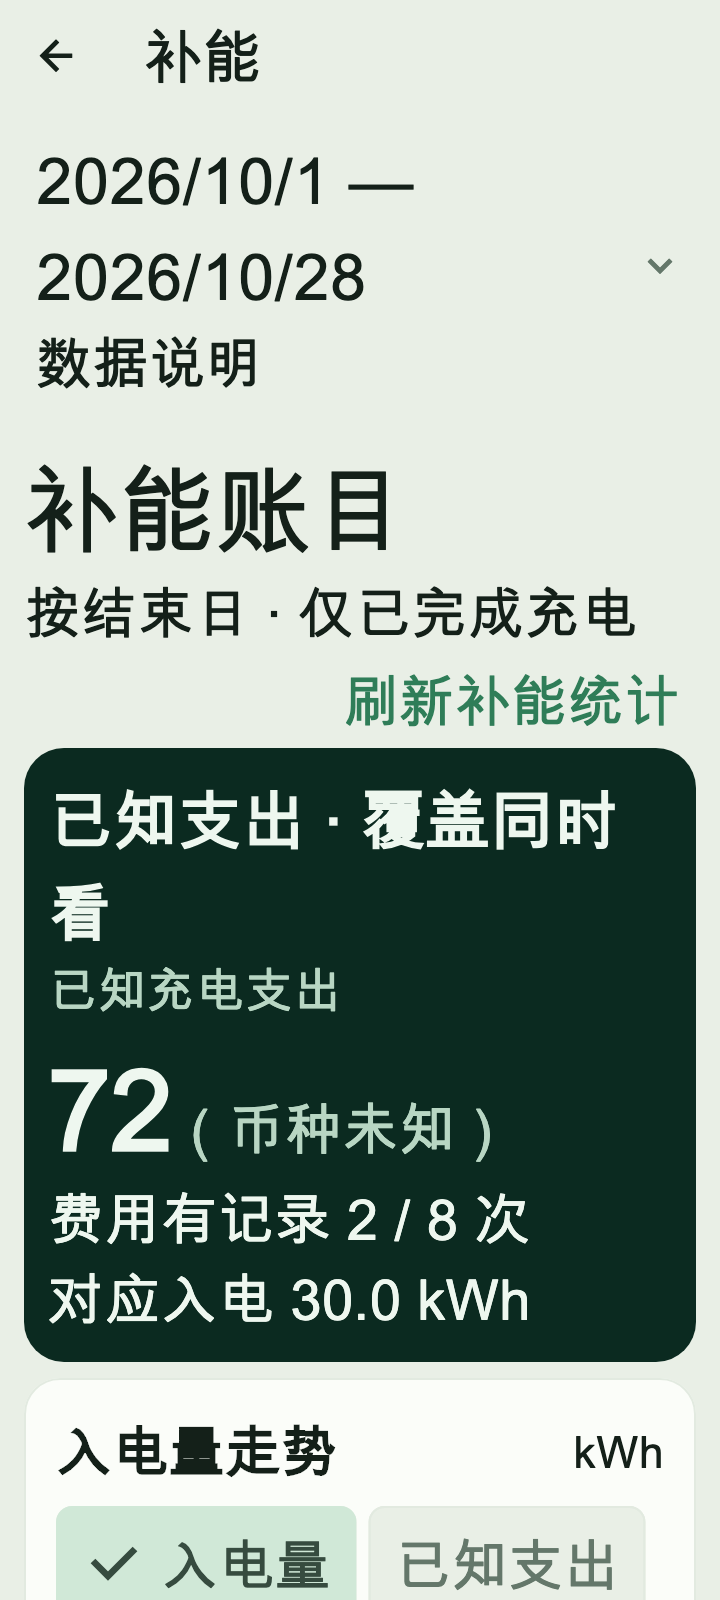 补能
2026/10/1 —
2026/10/28
数据说明
补能账目
按结束日 · 仅已完成充电
刷新补能统计
已知支出 · 覆盖同时
看
已知充电支出
72 ( 币种未知 )
费用有记录 2 / 8 次
对应入电 30.0 kWh
入电量走势 kWh
入电量 已知支出